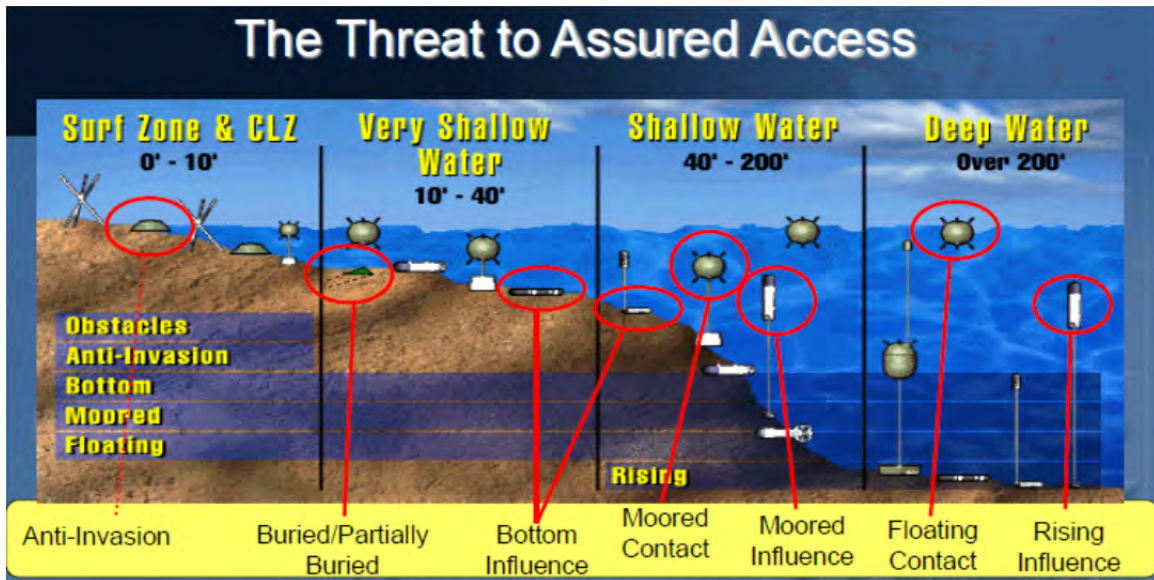 The Threat to Assured Access
Surf Zone & CLZ
0' - 10'
Very Shallow
Water
10' - 40'
Shallow Water
40' - 200'
Deep Water
Over 200'
Obstacles
Anti-Invasion
Bottom
Moored
Floating
Rising
Anti-Invasion
Buried/Partially
Buried
Bottom
Influence
Moored
Contact
Moored
Influence
Floating
Contact
Rising
Influence